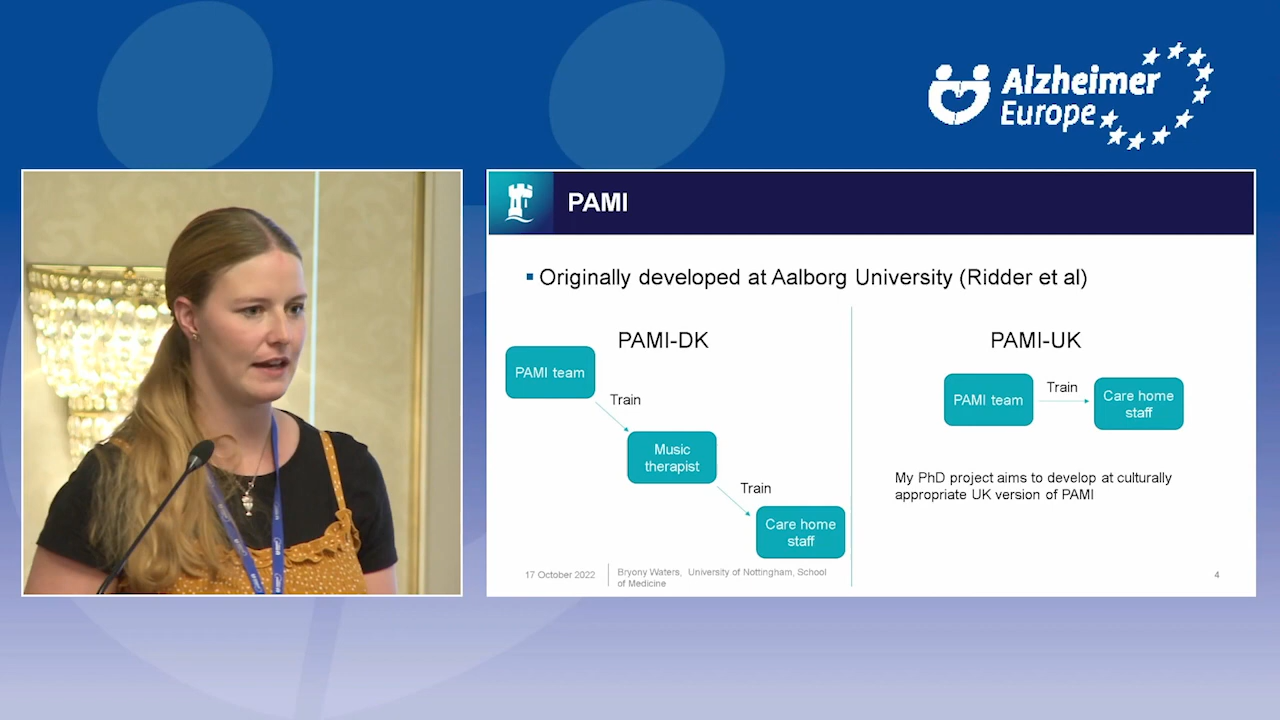 Alzheimer
Europe
PAMI
▪ Originally developed at Aalborg University (Ridder et al)
PAMI-DK
PAMI team
Train
Music
therapist
Train
Care home
staff
PAMI-UK
PAMI team
Train
Care home
staff
My PhD project aims to develop at culturally
appropriate UK version of PAMI
17 October 2022
Bryony Waters, University of Nottingham, School
of Medicine
4